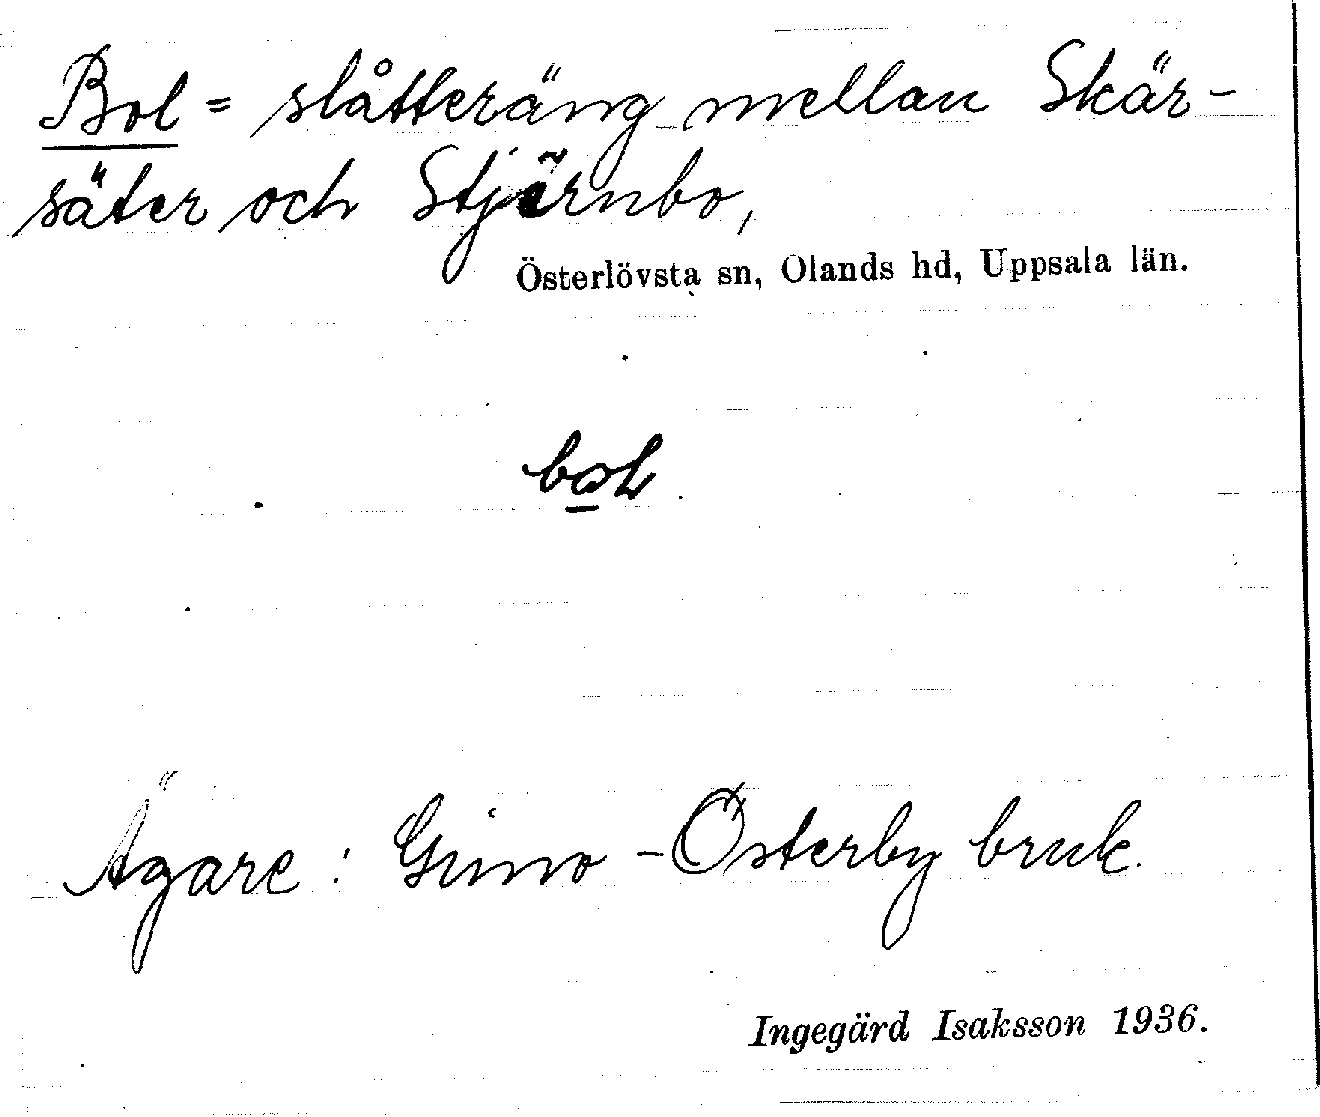 Bol = slåtteräng mellan Skär-
säter och Stjärnbo,
Österlövsta sn, Olands hd, Uppsala län.
Ägare: Gimo-Österby bruk.
Ingegärd Isaksson 1936.